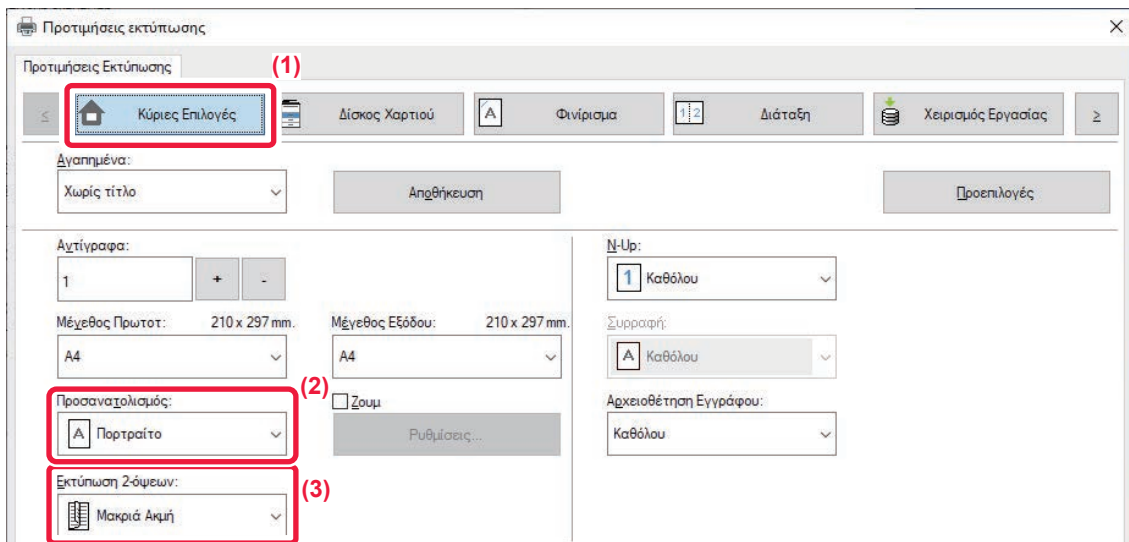 Προτιμήσεις εκτύπωσης
Προτιμήσεις Εκτύπωσης
(1)
≤ Κύριες Επιλογές Δίσκος Χαρτιού A Φινίρισμα 1 2 Διάταξη Χειρισμός Εργασίας ≥
Αγαπημένα:
Χωρίς τίτλο Αποθήκευση Προεπιλογές
Αντίγραφα: N-Up:
1 + - 1 Καθόλου
Μέγεθος Πρωτοτ: 210 x 297 mm. Μέγεθος Εξόδου: 210 x 297 mm. Συρραφή:
A4 A4 A Καθόλου
(2)
Προσανατολισμός: Ζουμ Αρχειοθέτηση Εγγράφου:
A Πορτραίτο Ρυθμίσεις... Καθόλου
Εκτύπωση 2-όψεων: (3)
Μακριά Ακμή